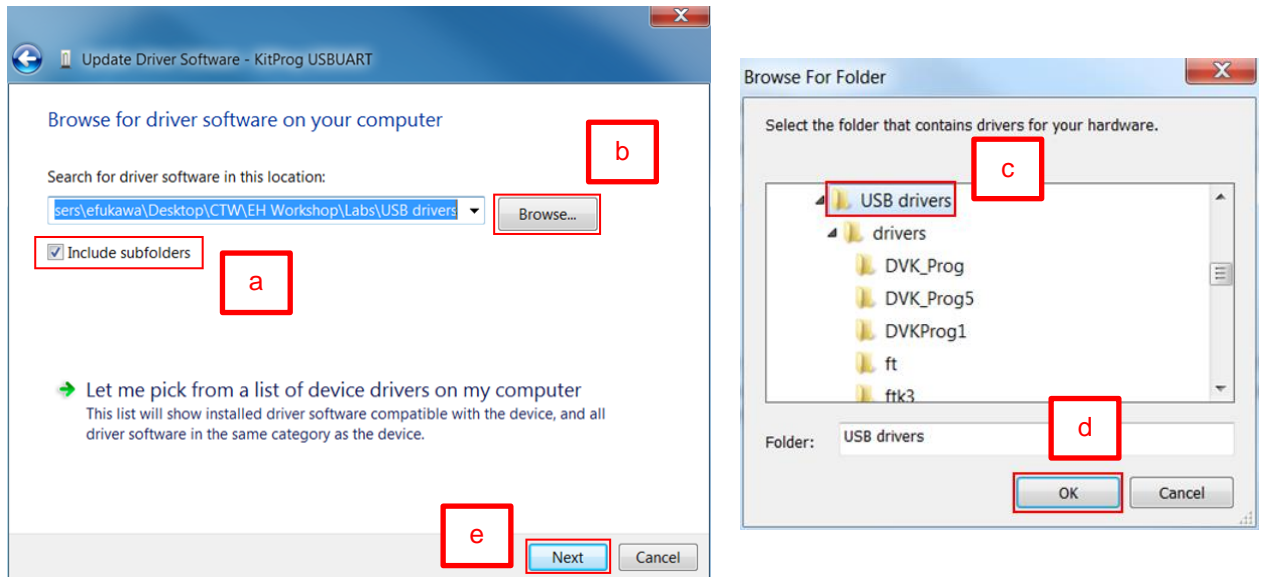 X
Update Driver Software - KitProg USBUART
Browse for driver software on your computer
b
Search for driver software in this location:
sers\efukawa\Desktop\CTW\EH Workshop\Labs\USB drivers
Browse...
Include subfolders
a
Let me pick from a list of device drivers on my computer
This list will show installed driver software compatible with the device, and all
driver software in the same category as the device.
e
Next
Cancel
Browse For Folder
X
Select the folder that contains drivers for your hardware.
c
USB drivers
drivers
DVK_Prog
DVK_Prog5
DVKProg1
ft
ftk3
d
Folder:
USB drivers
OK
Cancel